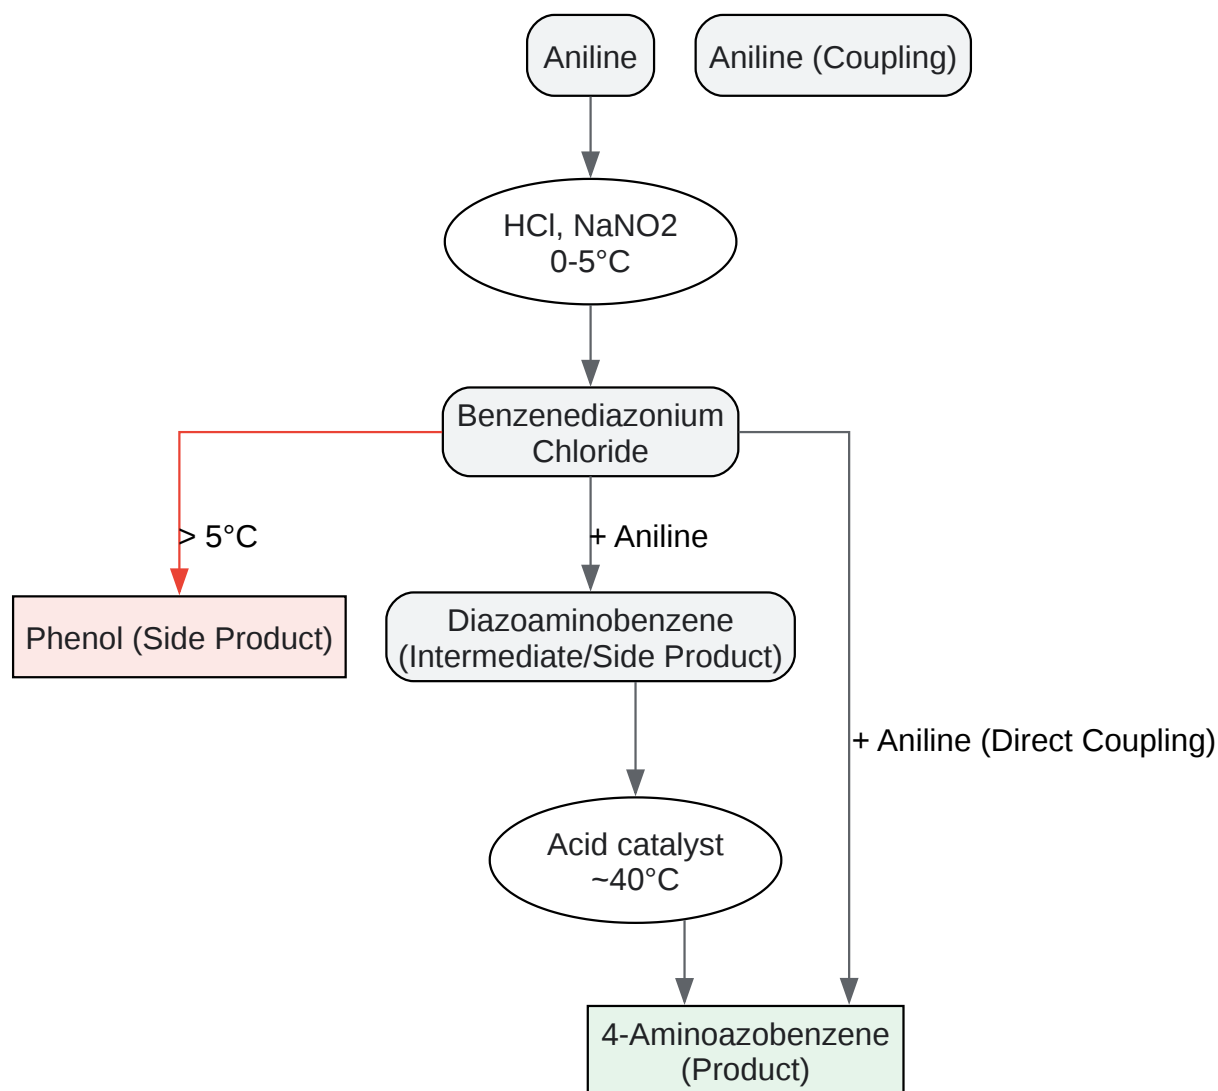 Aniline
Aniline (Coupling)
HCl, NaNO2
0-5°C
Benzenediazonium
Chloride
> 5°C
+ Aniline
Phenol (Side Product)
Diazoaminobenzene
(Intermediate/Side Product)
+ Aniline (Direct Coupling)
Acid catalyst
~40°C
4-Aminoazobenzene
(Product)